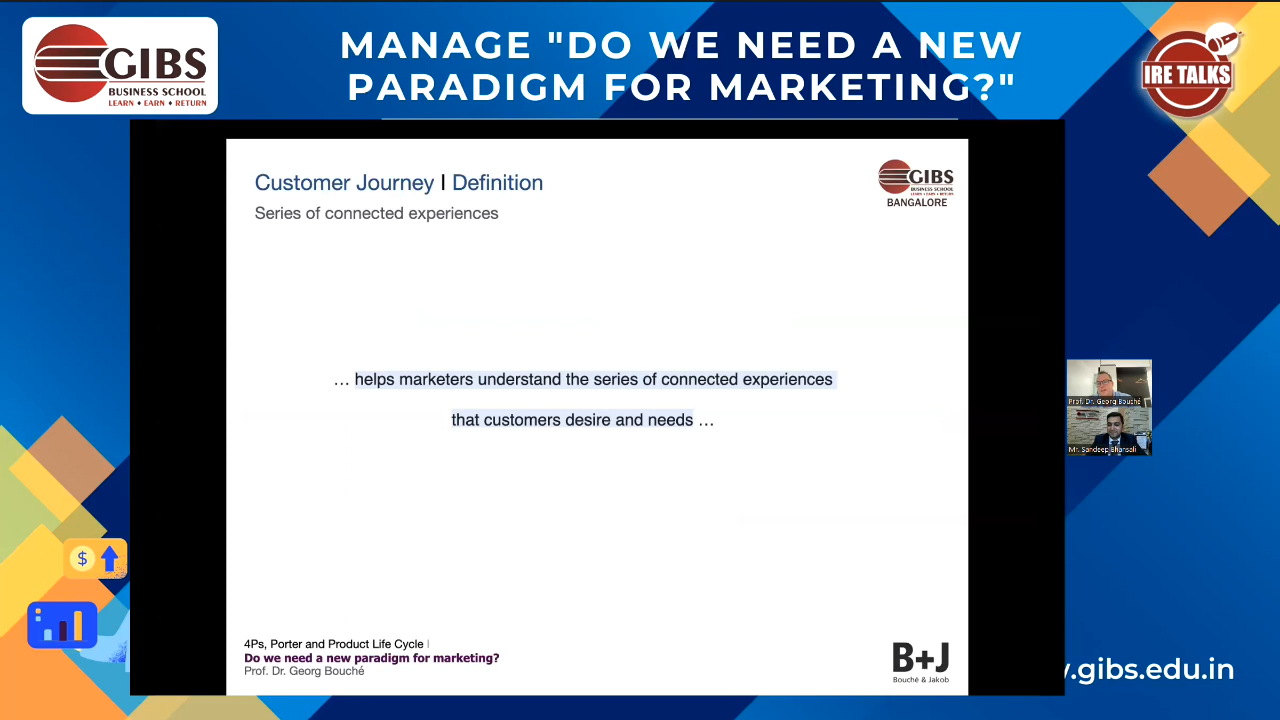 GIBS
BUSINESS SCHOOL
LEARN ♦ EARN ♦ RETURN
MANAGE "DO WE NEED A NEW
PARADIGM FOR MARKETING?"
IRE TALKS
Customer Journey | Definition
Series of connected experiences
GIBS
BUSINESS SCHOOL
LEARN ♦ EARN ♦ RETURN
BANGALORE
… helps marketers understand the series of connected experiences
that customers desire and needs …
Prof. Dr. Georg Bouché
Mr. Sandeep Bhansali
$
4Ps, Porter and Product Life Cycle |
Do we need a new paradigm for marketing?
Prof. Dr. Georg Bouché
B+J
Bouché & Jakob
.gibs.edu.in